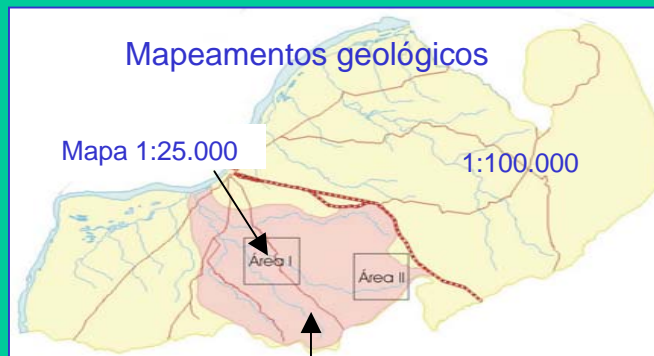 Mapeamentos geológicos
Mapa 1:25.000
1:100.000
Área I
Área II